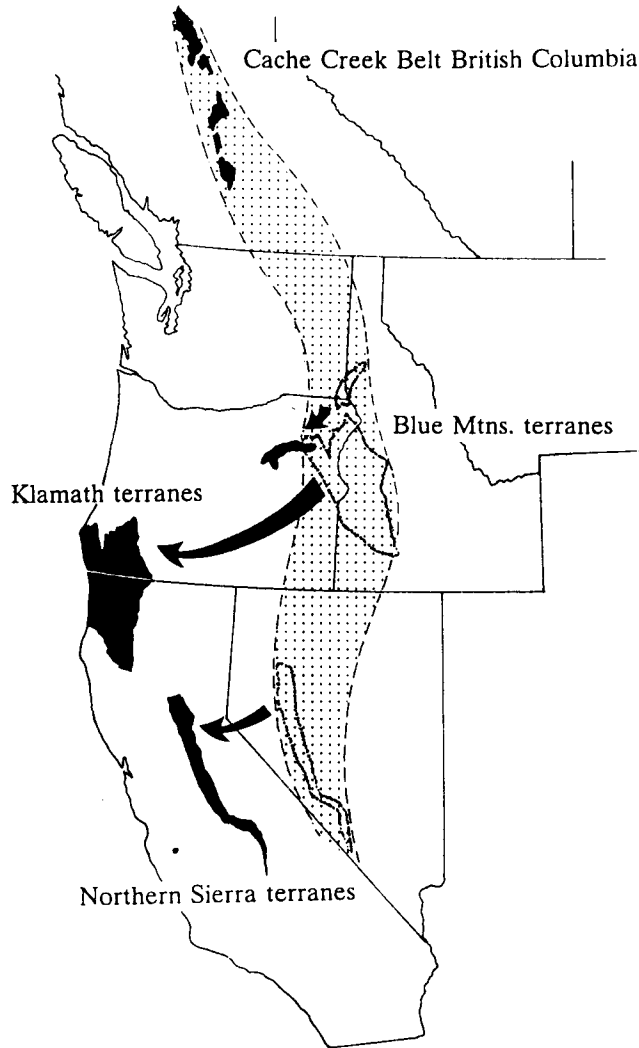 Cache Creek Belt British Columbia
Blue Mtns. terranes
Klamath terranes
Northern Sierra terranes